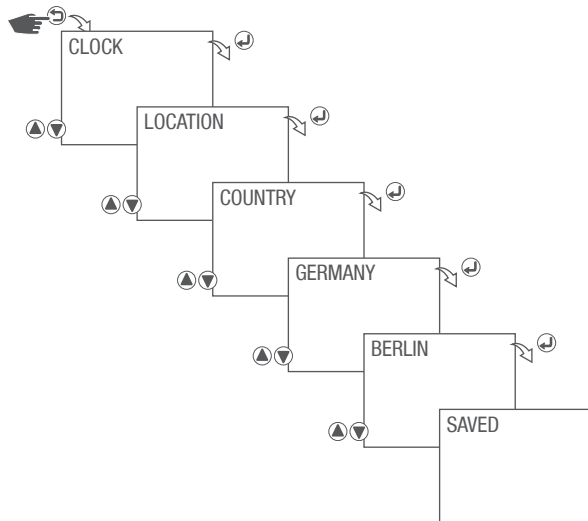 CLOCK
LOCATION
COUNTRY
GERMANY
BERLIN
SAVED